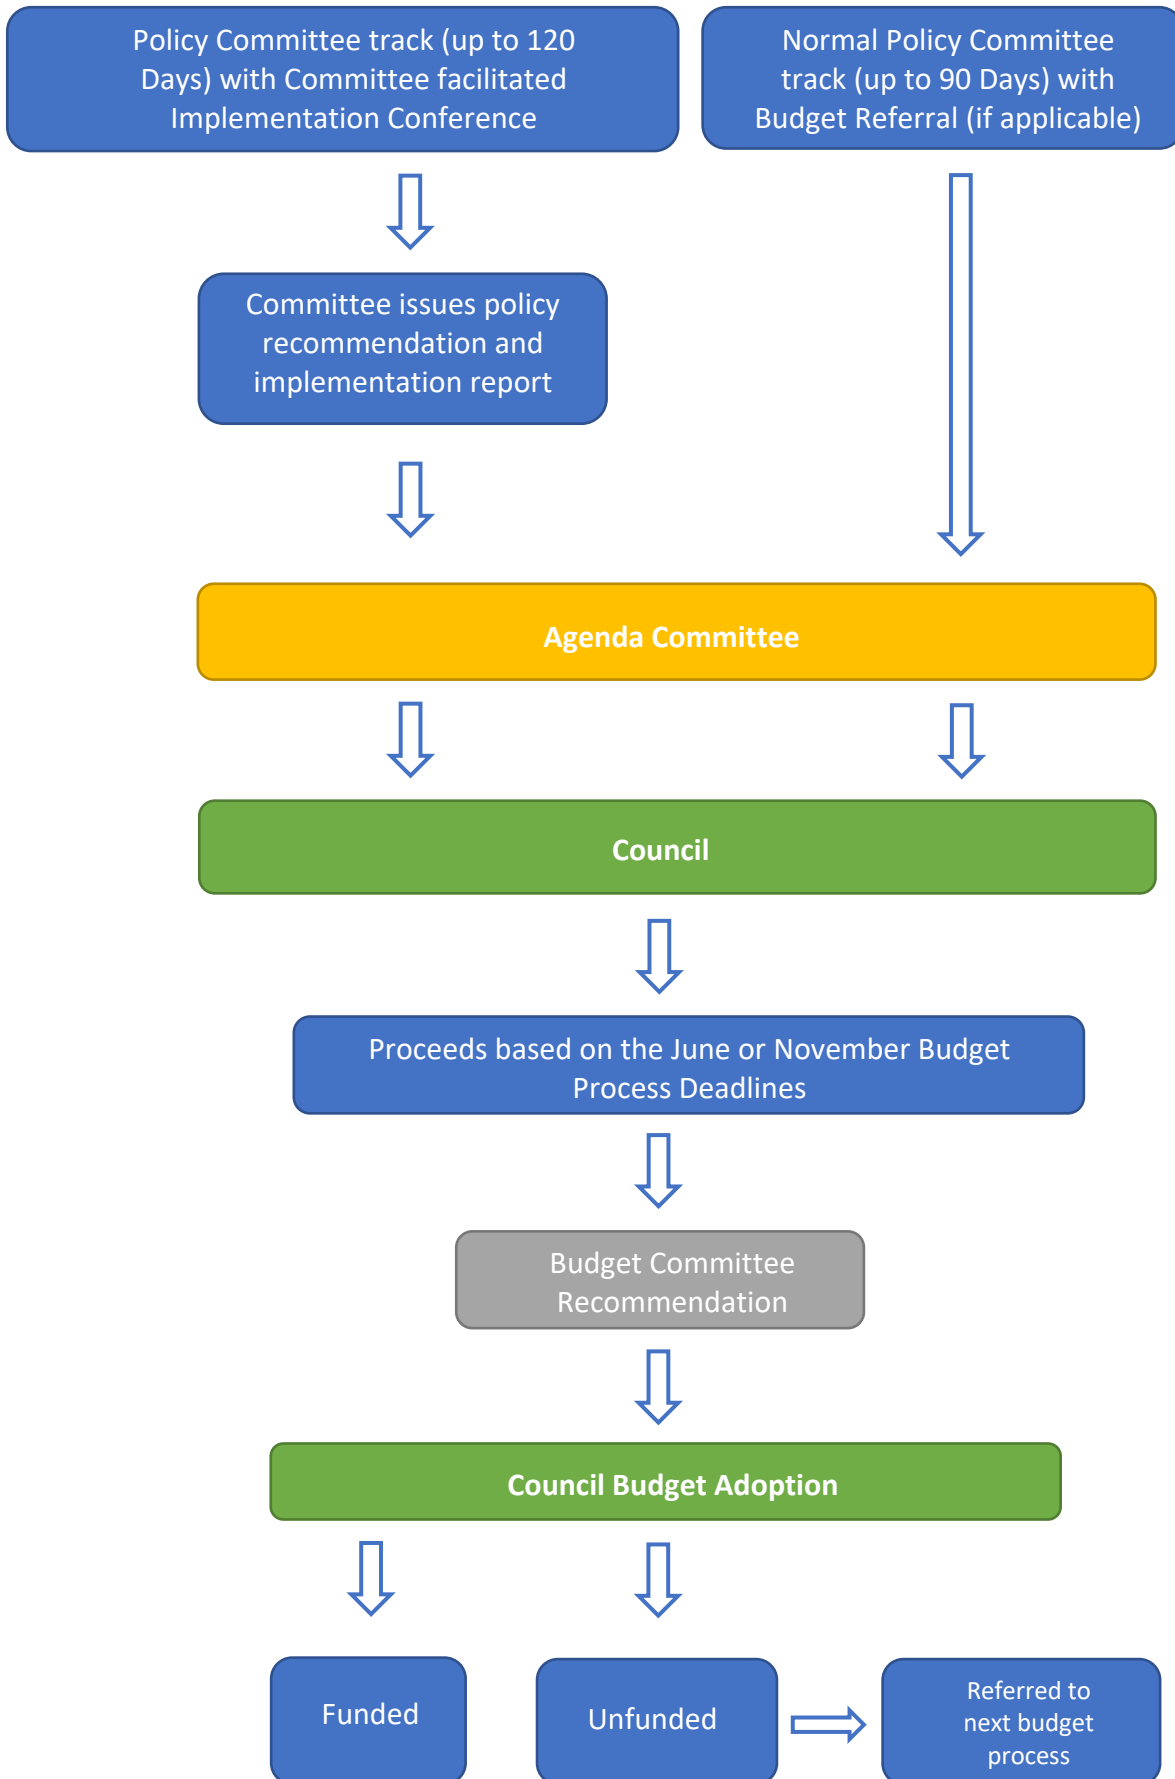 Policy Committee track (up to 120
Days) with Committee facilitated
Implementation Conference
Normal Policy Committee
track (up to 90 Days) with
Budget Referral (if applicable)
Committee issues policy
recommendation and
implementation report
Agenda Committee
Council
Proceeds based on the June or November Budget
Process Deadlines
Budget Committee
Recommendation
Council Budget Adoption
Funded
Unfunded
Referred to
next budget
process